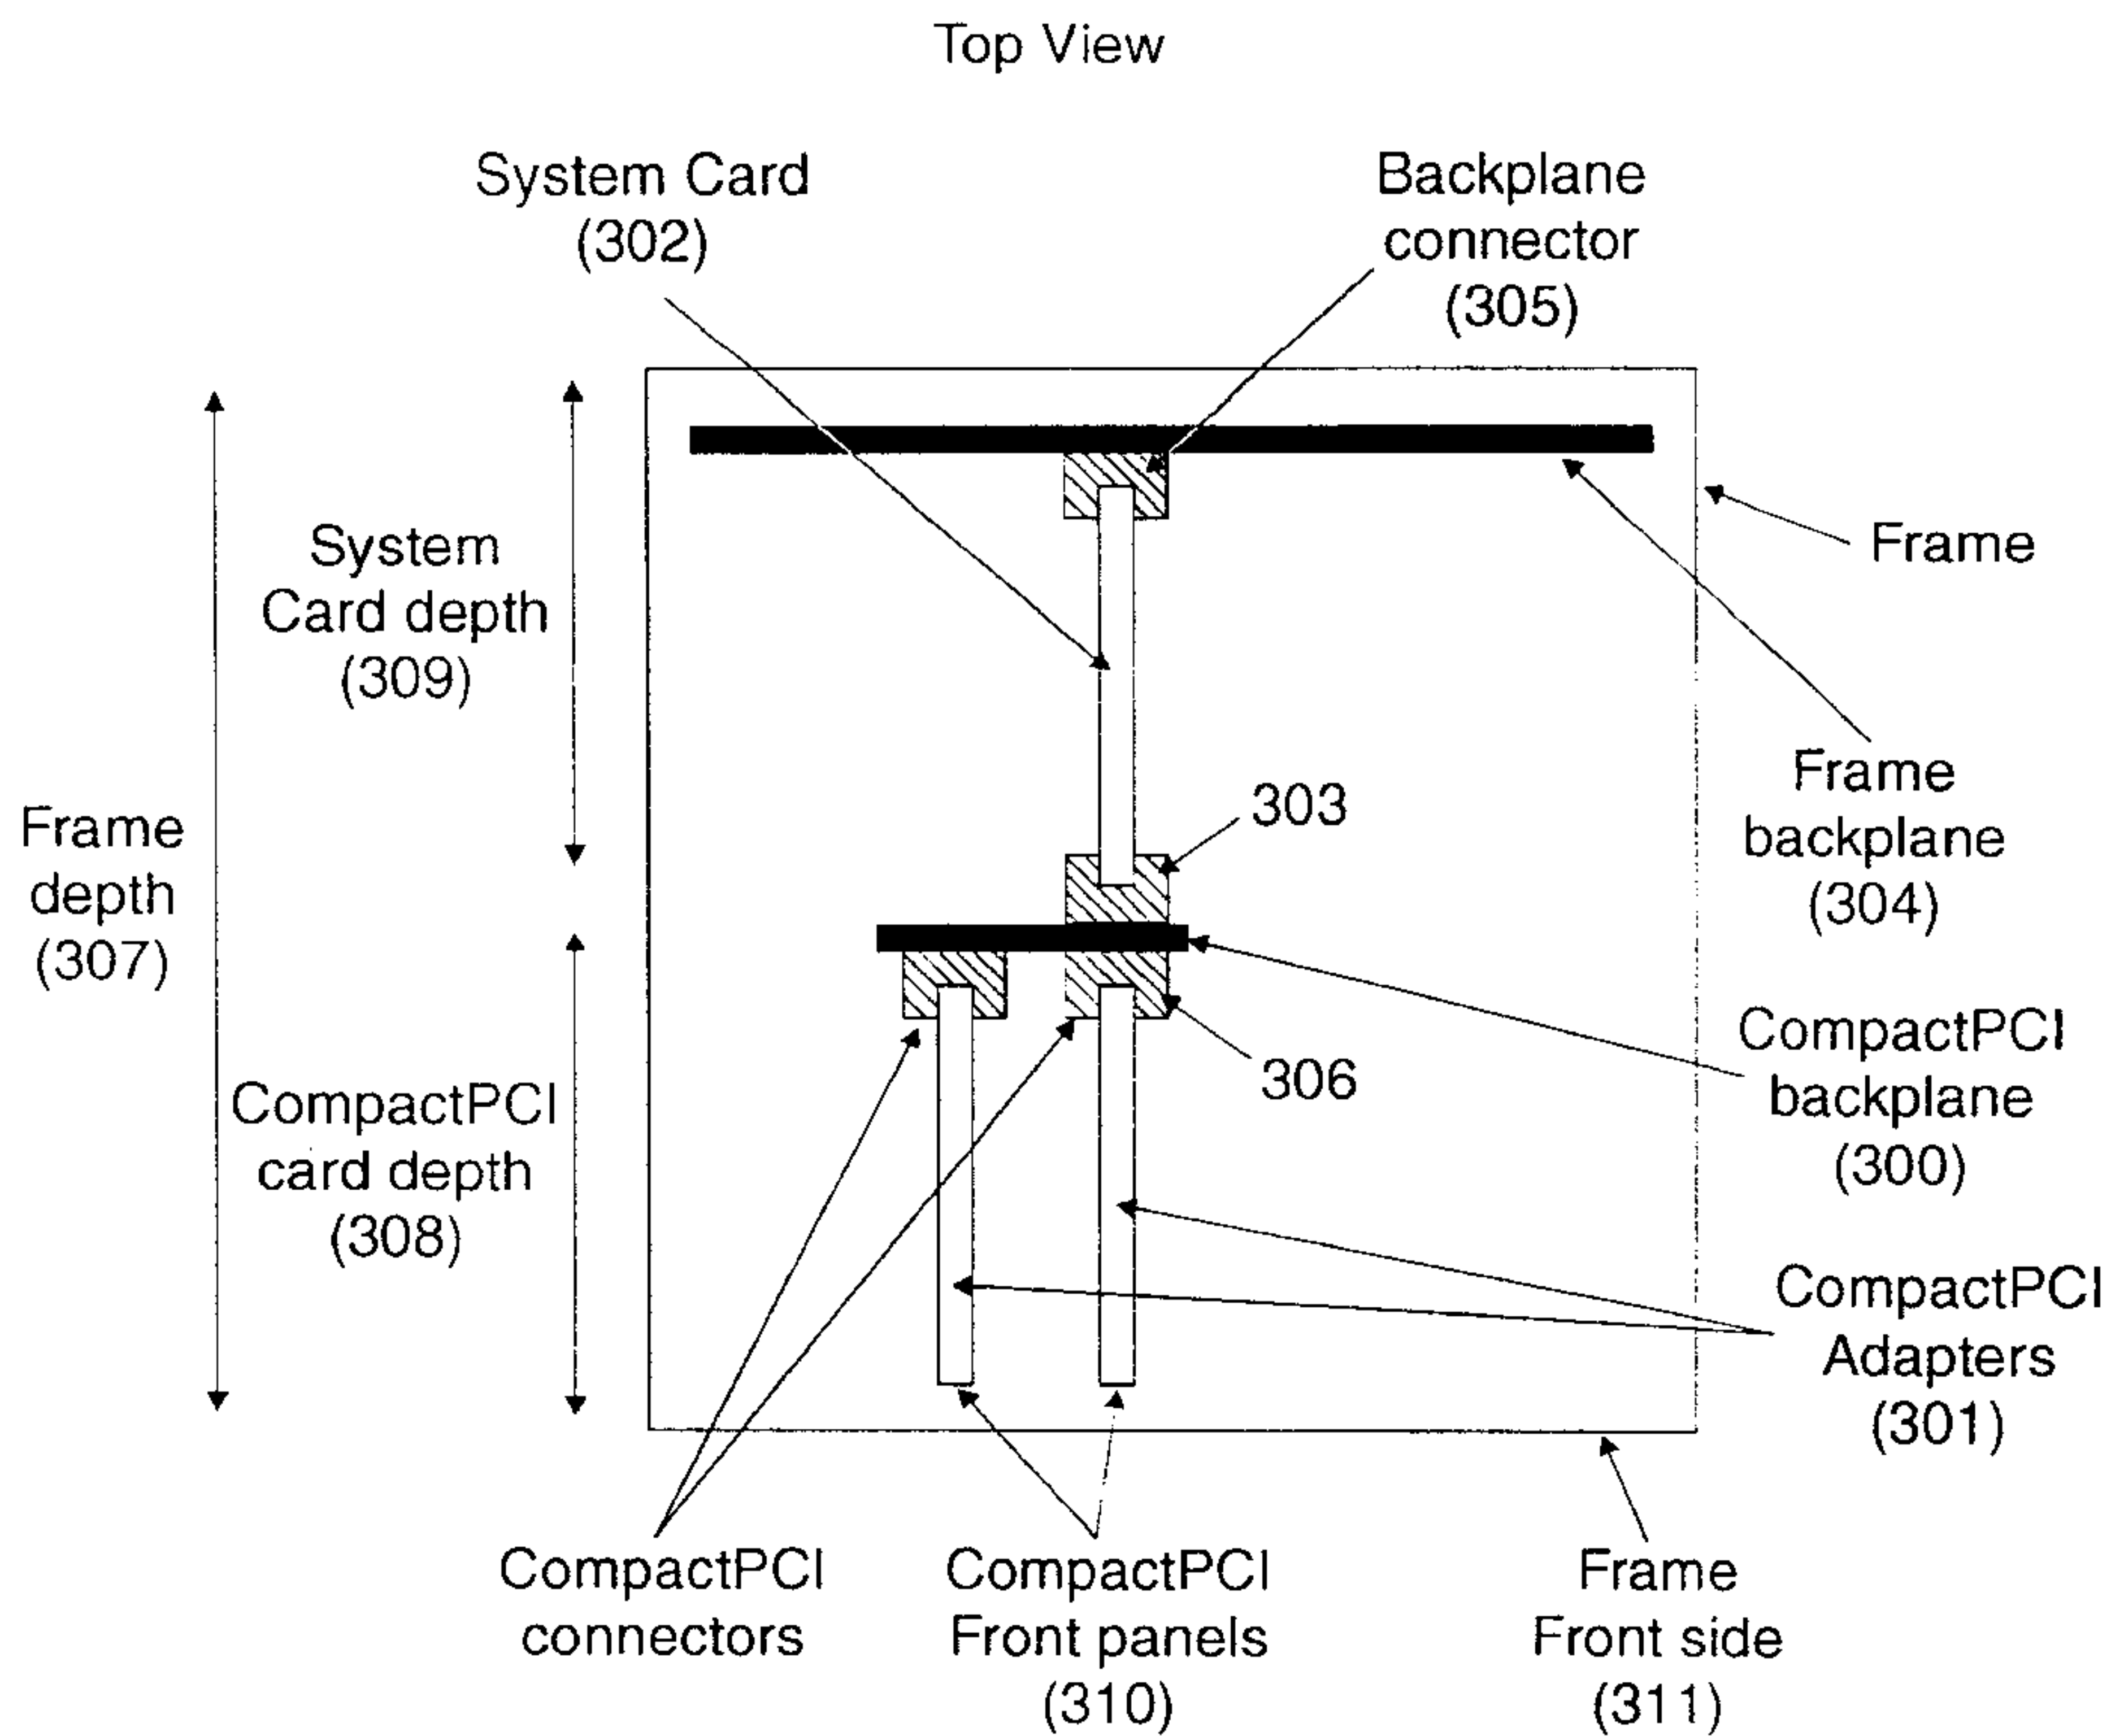 Top View
System Card
(302)
Backplane
connector
(305)
System
Card depth
(309)
Frame
Frame
depth
(307)
303
Frame
backplane
(304)
CompactPCI
card depth
(308)
306
CompactPCI
backplane
(300)
CompactPCI
Adapters
(301)
CompactPCI
connectors
CompactPCI
Front panels
(310)
Frame
Front side
(311)